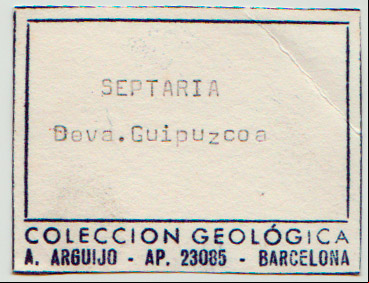 SEPTARIA
Deva.Guipuzcoa
COLECCION GEOLÓGICA
A. ARGUIJO - AP. 23085 - BARCELONA